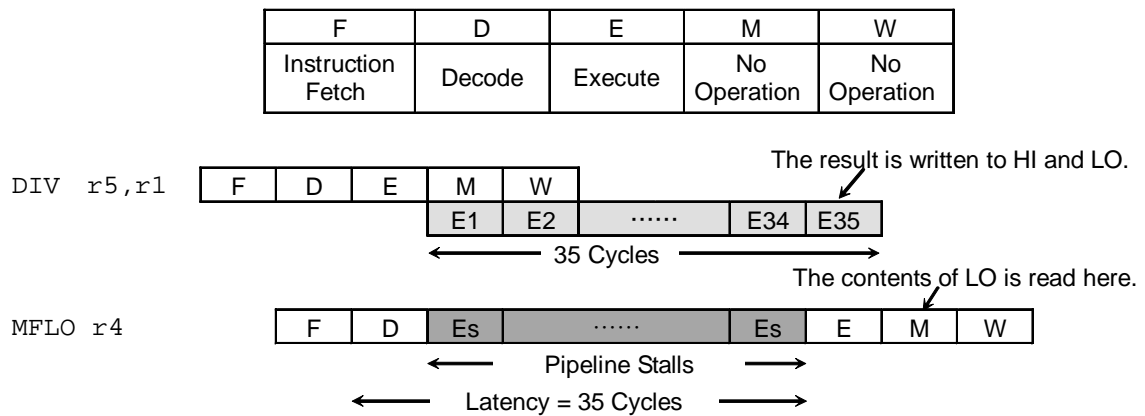 F D E M W
Instruction Fetch Decode Execute No Operation No Operation
The result is written to HI and LO.
DIV r5,r1 F D E M W
E1 E2 ······ E34 E35
35 Cycles
The contents of LO is read here.
MFLO r4 F D Es ······ Es E M W
Pipeline Stalls
Latency = 35 Cycles